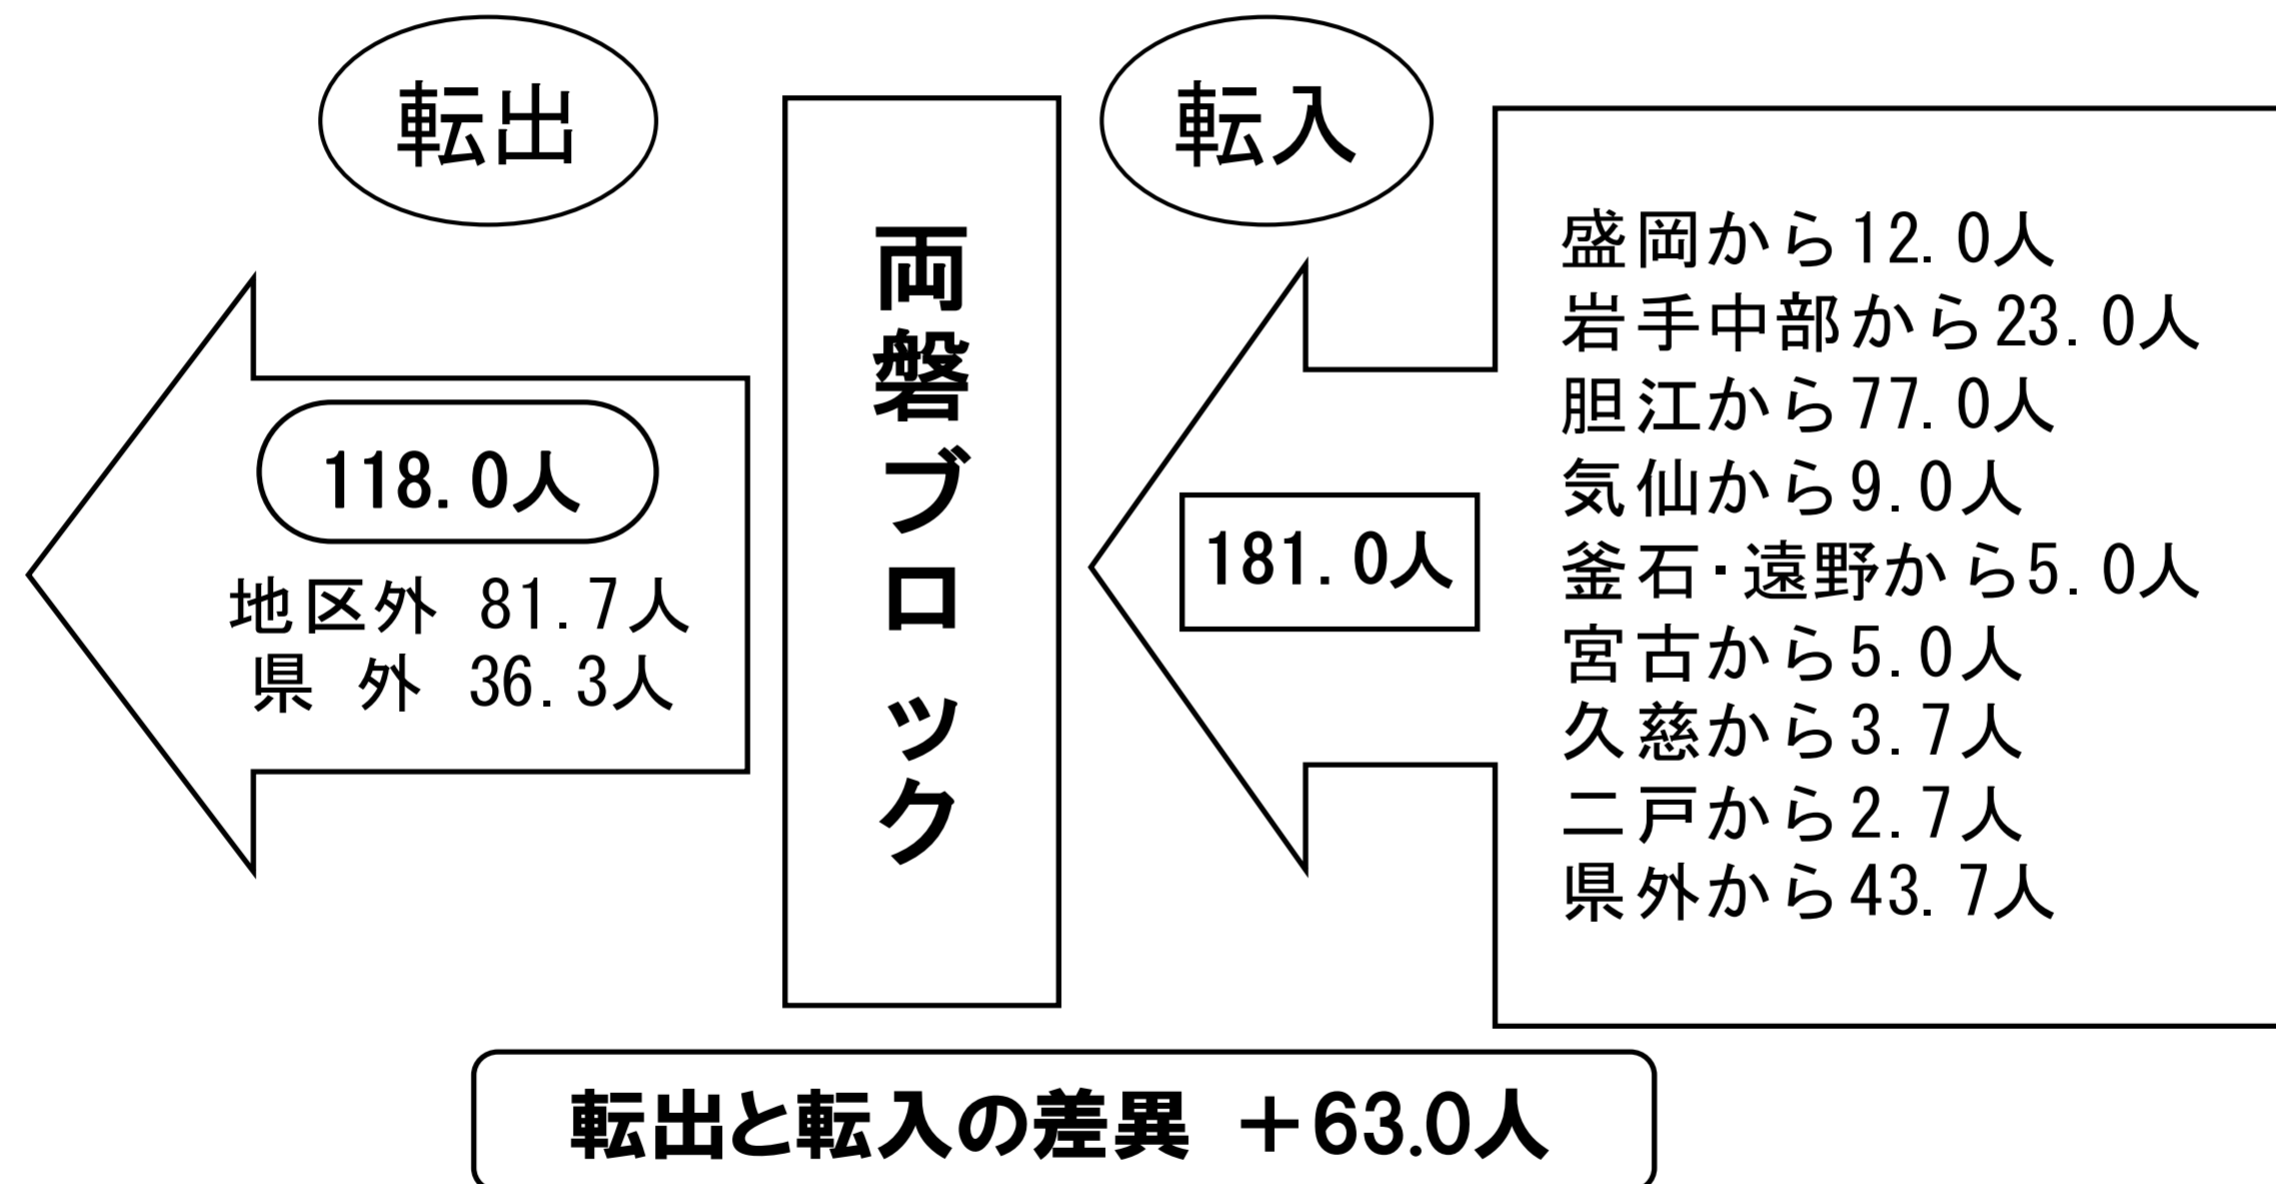 転出
118.0人
地区外 81.7人
県 外 36.3人
両磐ブロック
転入
181.0人
盛岡から12.0人
岩手中部から23.0人
胆江から77.0人
気仙から9.0人
釜石・遠野から5.0人
宮古から5.0人
久慈から3.7人
二戸から2.7人
県外から43.7人
転出と転入の差異 ＋63.0人